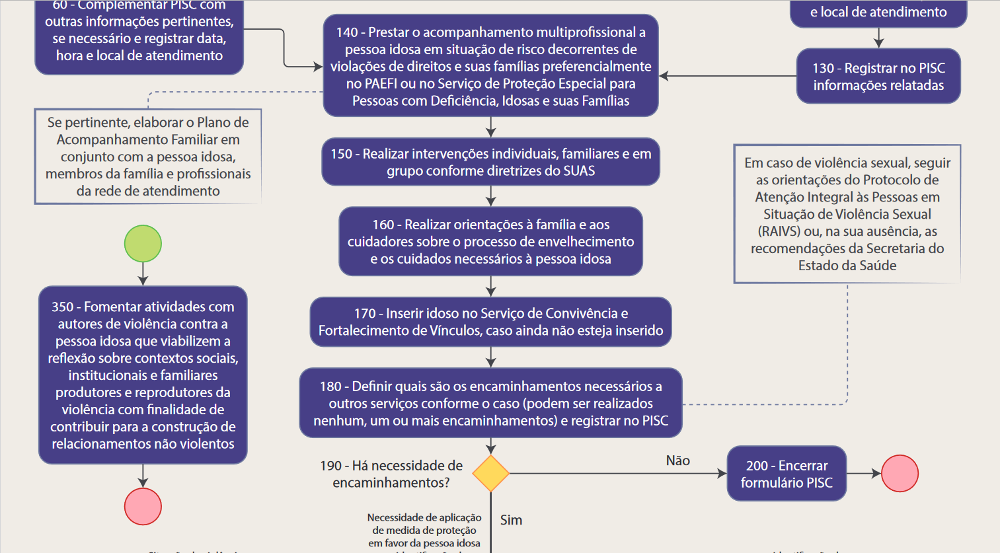 60 - Complementar PISC com
outras informações pertinentes,
se necessário e registrar data,
hora e local de atendimento
140 - Prestar o acompanhamento multiprofissional a
pessoa idosa em situação de risco decorrentes de
violações de direitos e suas famílias preferencialmente
no PAEFI ou no Serviço de Proteção Especial para
Pessoas com Deficiência, Idosas e suas Famílias
e local de atendimento
130 - Registrar no PISC
informações relatadas
Se pertinente, elaborar o Plano de
Acompanhamento Familiar em
conjunto com a pessoa idosa,
membros da família e profissionais
da rede de atendimento
150 - Realizar intervenções individuais, familiares e em
grupo conforme diretrizes do SUAS
Em caso de violência sexual, seguir
as orientações do Protocolo de
Atenção Integral às Pessoas em
Situação de Violência Sexual
(RAIVS) ou, na sua ausência, as
recomendações da Secretaria do
Estado da Saúde
160 - Realizar orientações à família e aos
cuidadores sobre o processo de envelhecimento
e os cuidados necessários à pessoa idosa
350 - Fomentar atividades com
autores de violência contra a
pessoa idosa que viabilizem a
reflexão sobre contextos sociais,
institucionais e familiares
produtores e reprodutores da
violência com finalidade de
contribuir para a construção de
relacionamentos não violentos
170 - Inserir idoso no Serviço de Convivência e
Fortalecimento de Vínculos, caso ainda não esteja inserido
180 - Definir quais são os encaminhamentos necessários a
outros serviços conforme o caso (podem ser realizados
nenhum, um ou mais encaminhamentos) e registrar no PISC
190 - Há necessidade de
encaminhamentos?
Não
200 - Encerrar
formulário PISC
Sim
Necessidade de aplicação
de medida de proteção
em favor da pessoa idosa